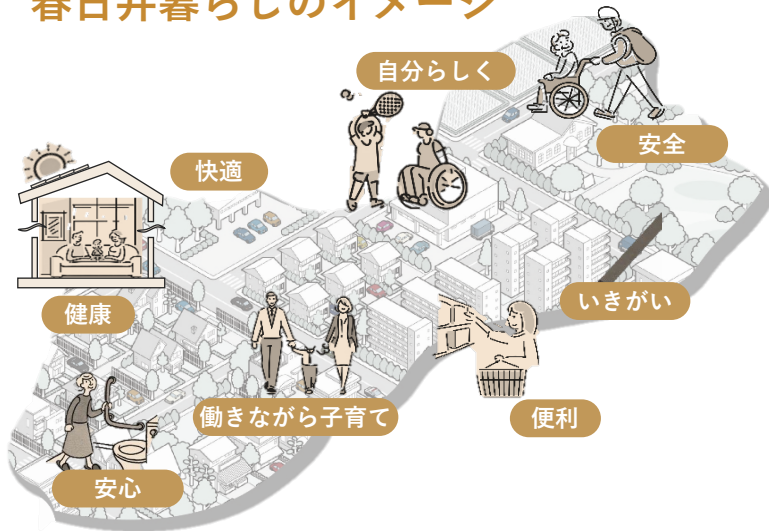 春日井暮らしのイメージ
自分らしく
安全
快適
健康
いきがい
働きながら子育て
便利
安心